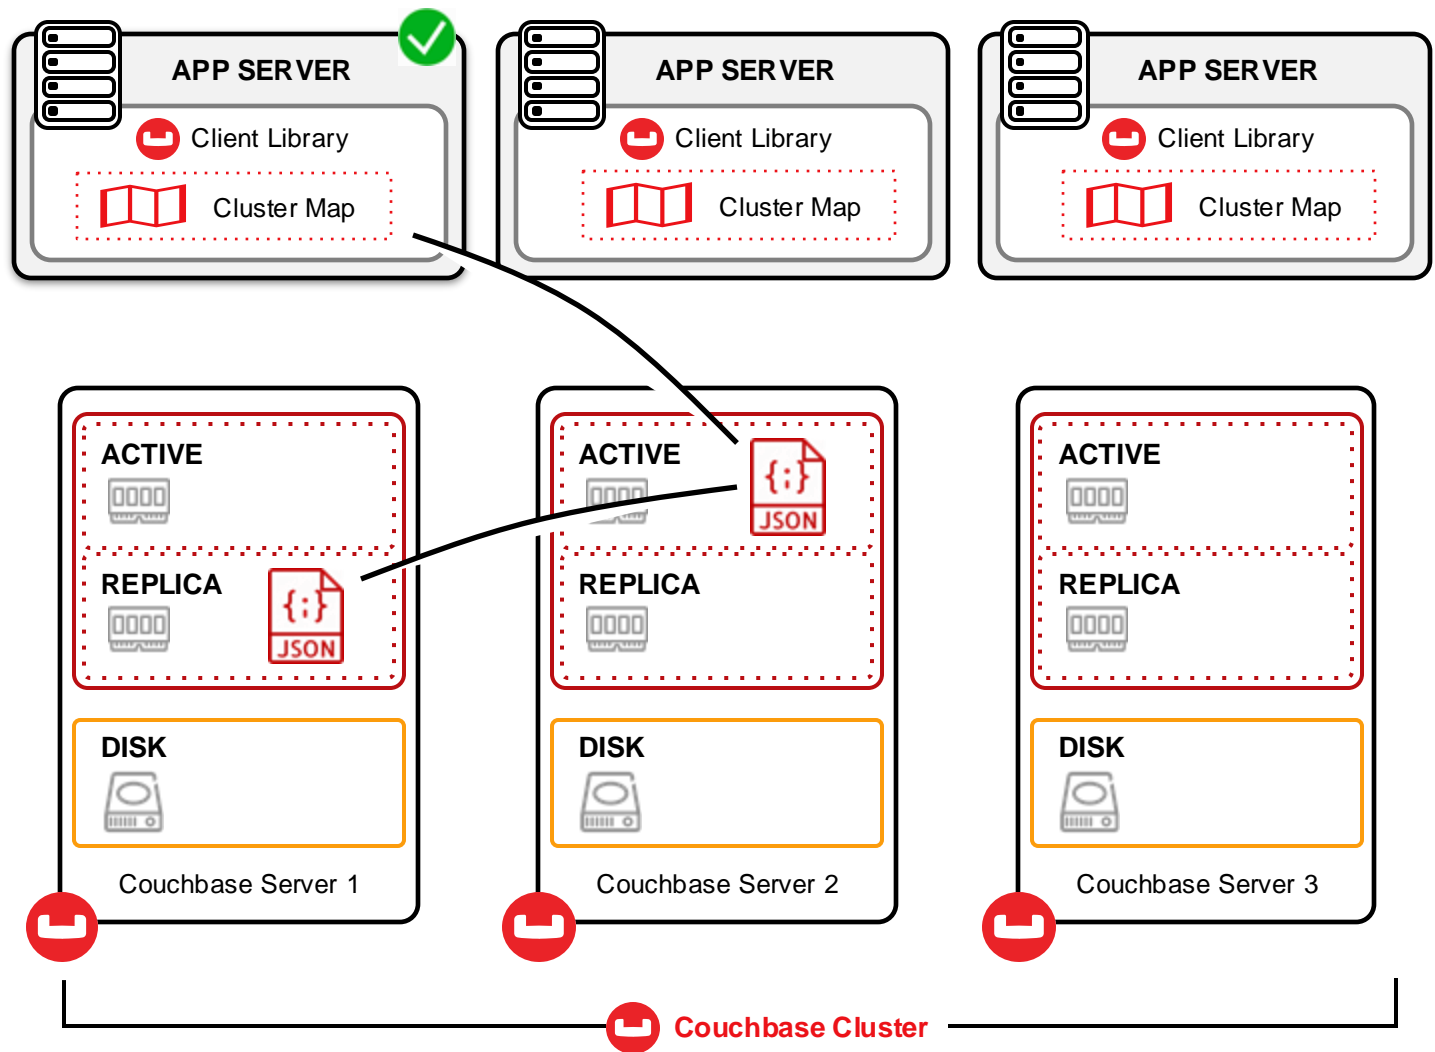 APP SERVER
Client Library
Cluster Map
APP SERVER
Client Library
Cluster Map
APP SERVER
Client Library
Cluster Map
ACTIVE
REPLICA
{;}
JSON
DISK
Couchbase Server 1
ACTIVE
{;}
JSON
REPLICA
DISK
Couchbase Server 2
ACTIVE
REPLICA
DISK
Couchbase Server 3
Couchbase Cluster